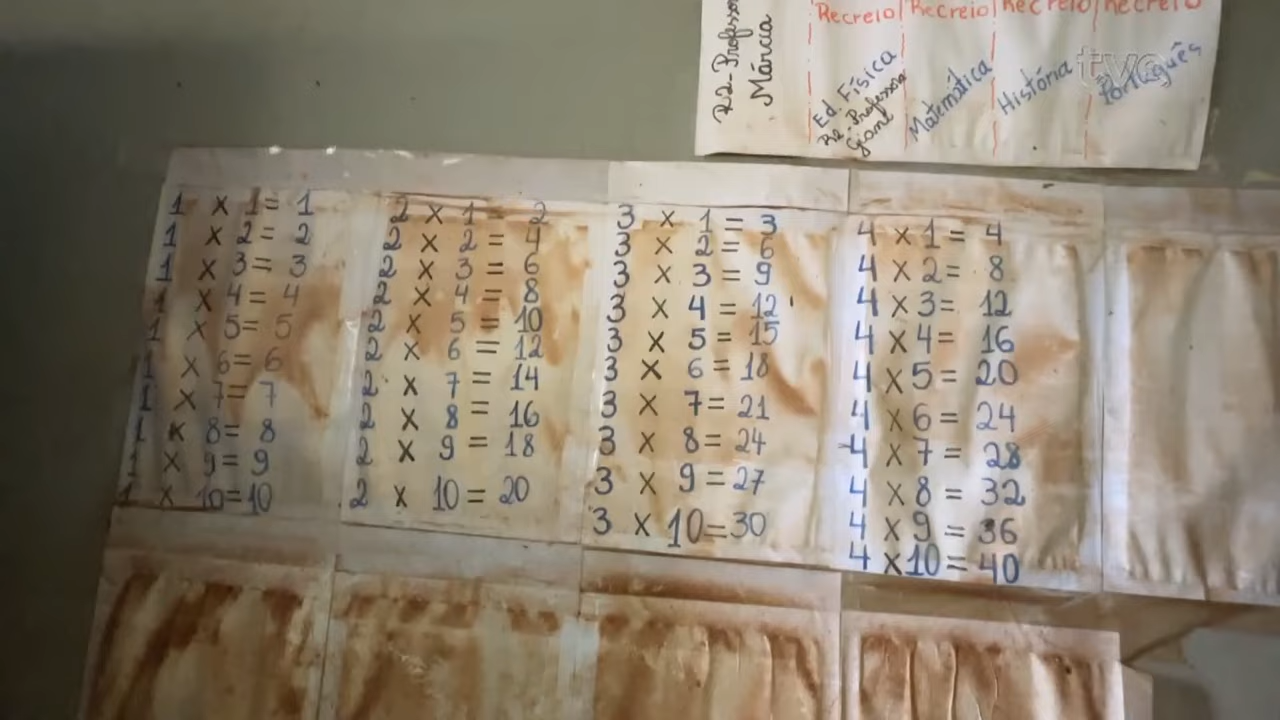 Recreio Recreio Recreio Recreio
R2-Professora
Márcia
Ed. Física
R2-Professora
Giane
Matemática
História
Português
tvg
1 x 1 = 1
1 x 2 = 2
1 x 3 = 3
1 x 4 = 4
1 x 5 = 5
1 x 6 = 6
1 x 7 = 7
1 x 8 = 8
1 x 9 = 9
1 x 10 = 10
2 x 1 = 2
2 x 2 = 4
2 x 3 = 6
2 x 4 = 8
2 x 5 = 10
2 x 6 = 12
2 x 7 = 14
2 x 8 = 16
2 x 9 = 18
2 x 10 = 20
3 x 1 = 3
3 x 2 = 6
3 x 3 = 9
3 x 4 = 12
3 x 5 = 15
3 x 6 = 18
3 x 7 = 21
3 x 8 = 24
3 x 9 = 27
3 x 10 = 30
4 x 1 = 4
4 x 2 = 8
4 x 3 = 12
4 x 4 = 16
4 x 5 = 20
4 x 6 = 24
4 x 7 = 28
4 x 8 = 32
4 x 9 = 36
4 x 10 = 40